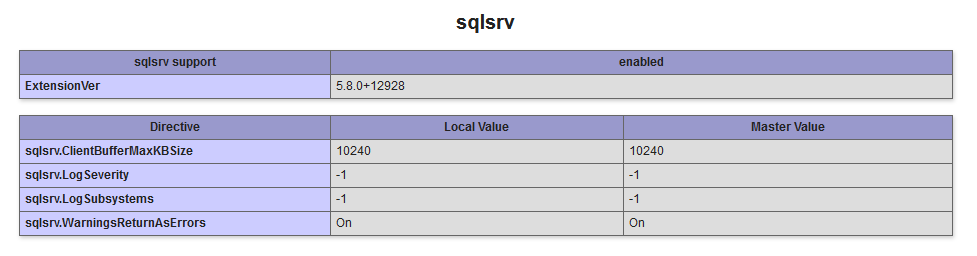 sqlsrv
sqlsrv support enabled
ExtensionVer 5.8.0+12928
Directive Local Value Master Value
sqlsrv.ClientBufferMaxKBSize 10240 10240
sqlsrv.LogSeverity -1 -1
sqlsrv.LogSubsystems -1 -1
sqlsrv.WarningsReturnAsErrors On On